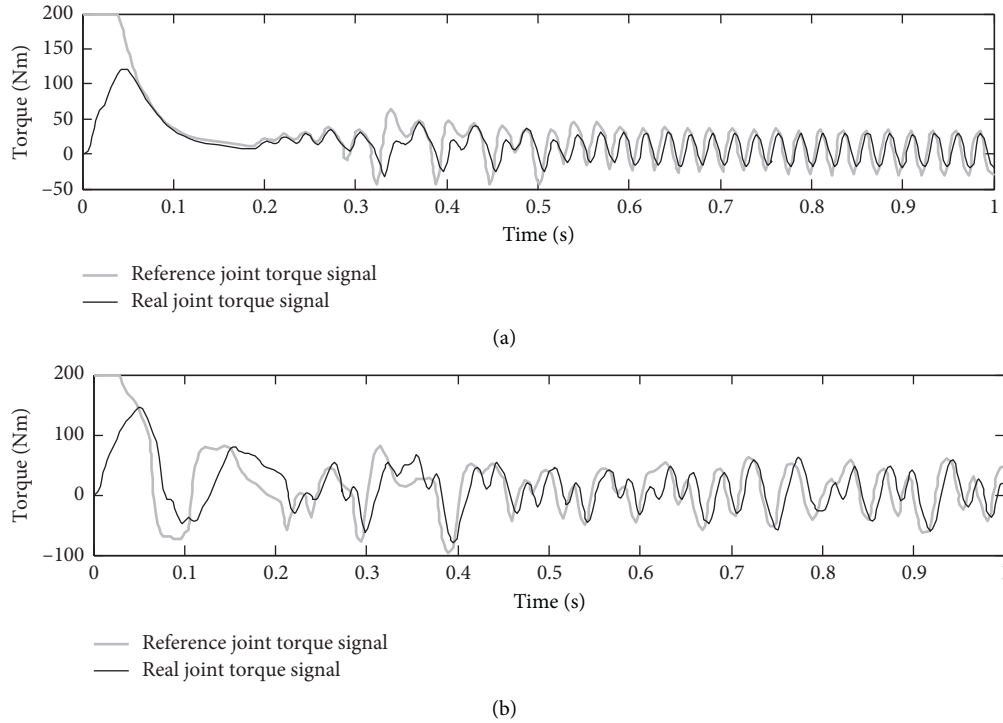 200
150
100
50
0
−50
Torque (Nm)
0 0.1 0.2 0.3 0.4 0.5 0.6 0.7 0.8 0.9 1
Time (s)
Reference joint torque signal
Real joint torque signal
(a)
200
100
0
−100
Torque (Nm)
0 0.1 0.2 0.3 0.4 0.5 0.6 0.7 0.8 0.9
Time (s)
Reference joint torque signal
Real joint torque signal
(b)